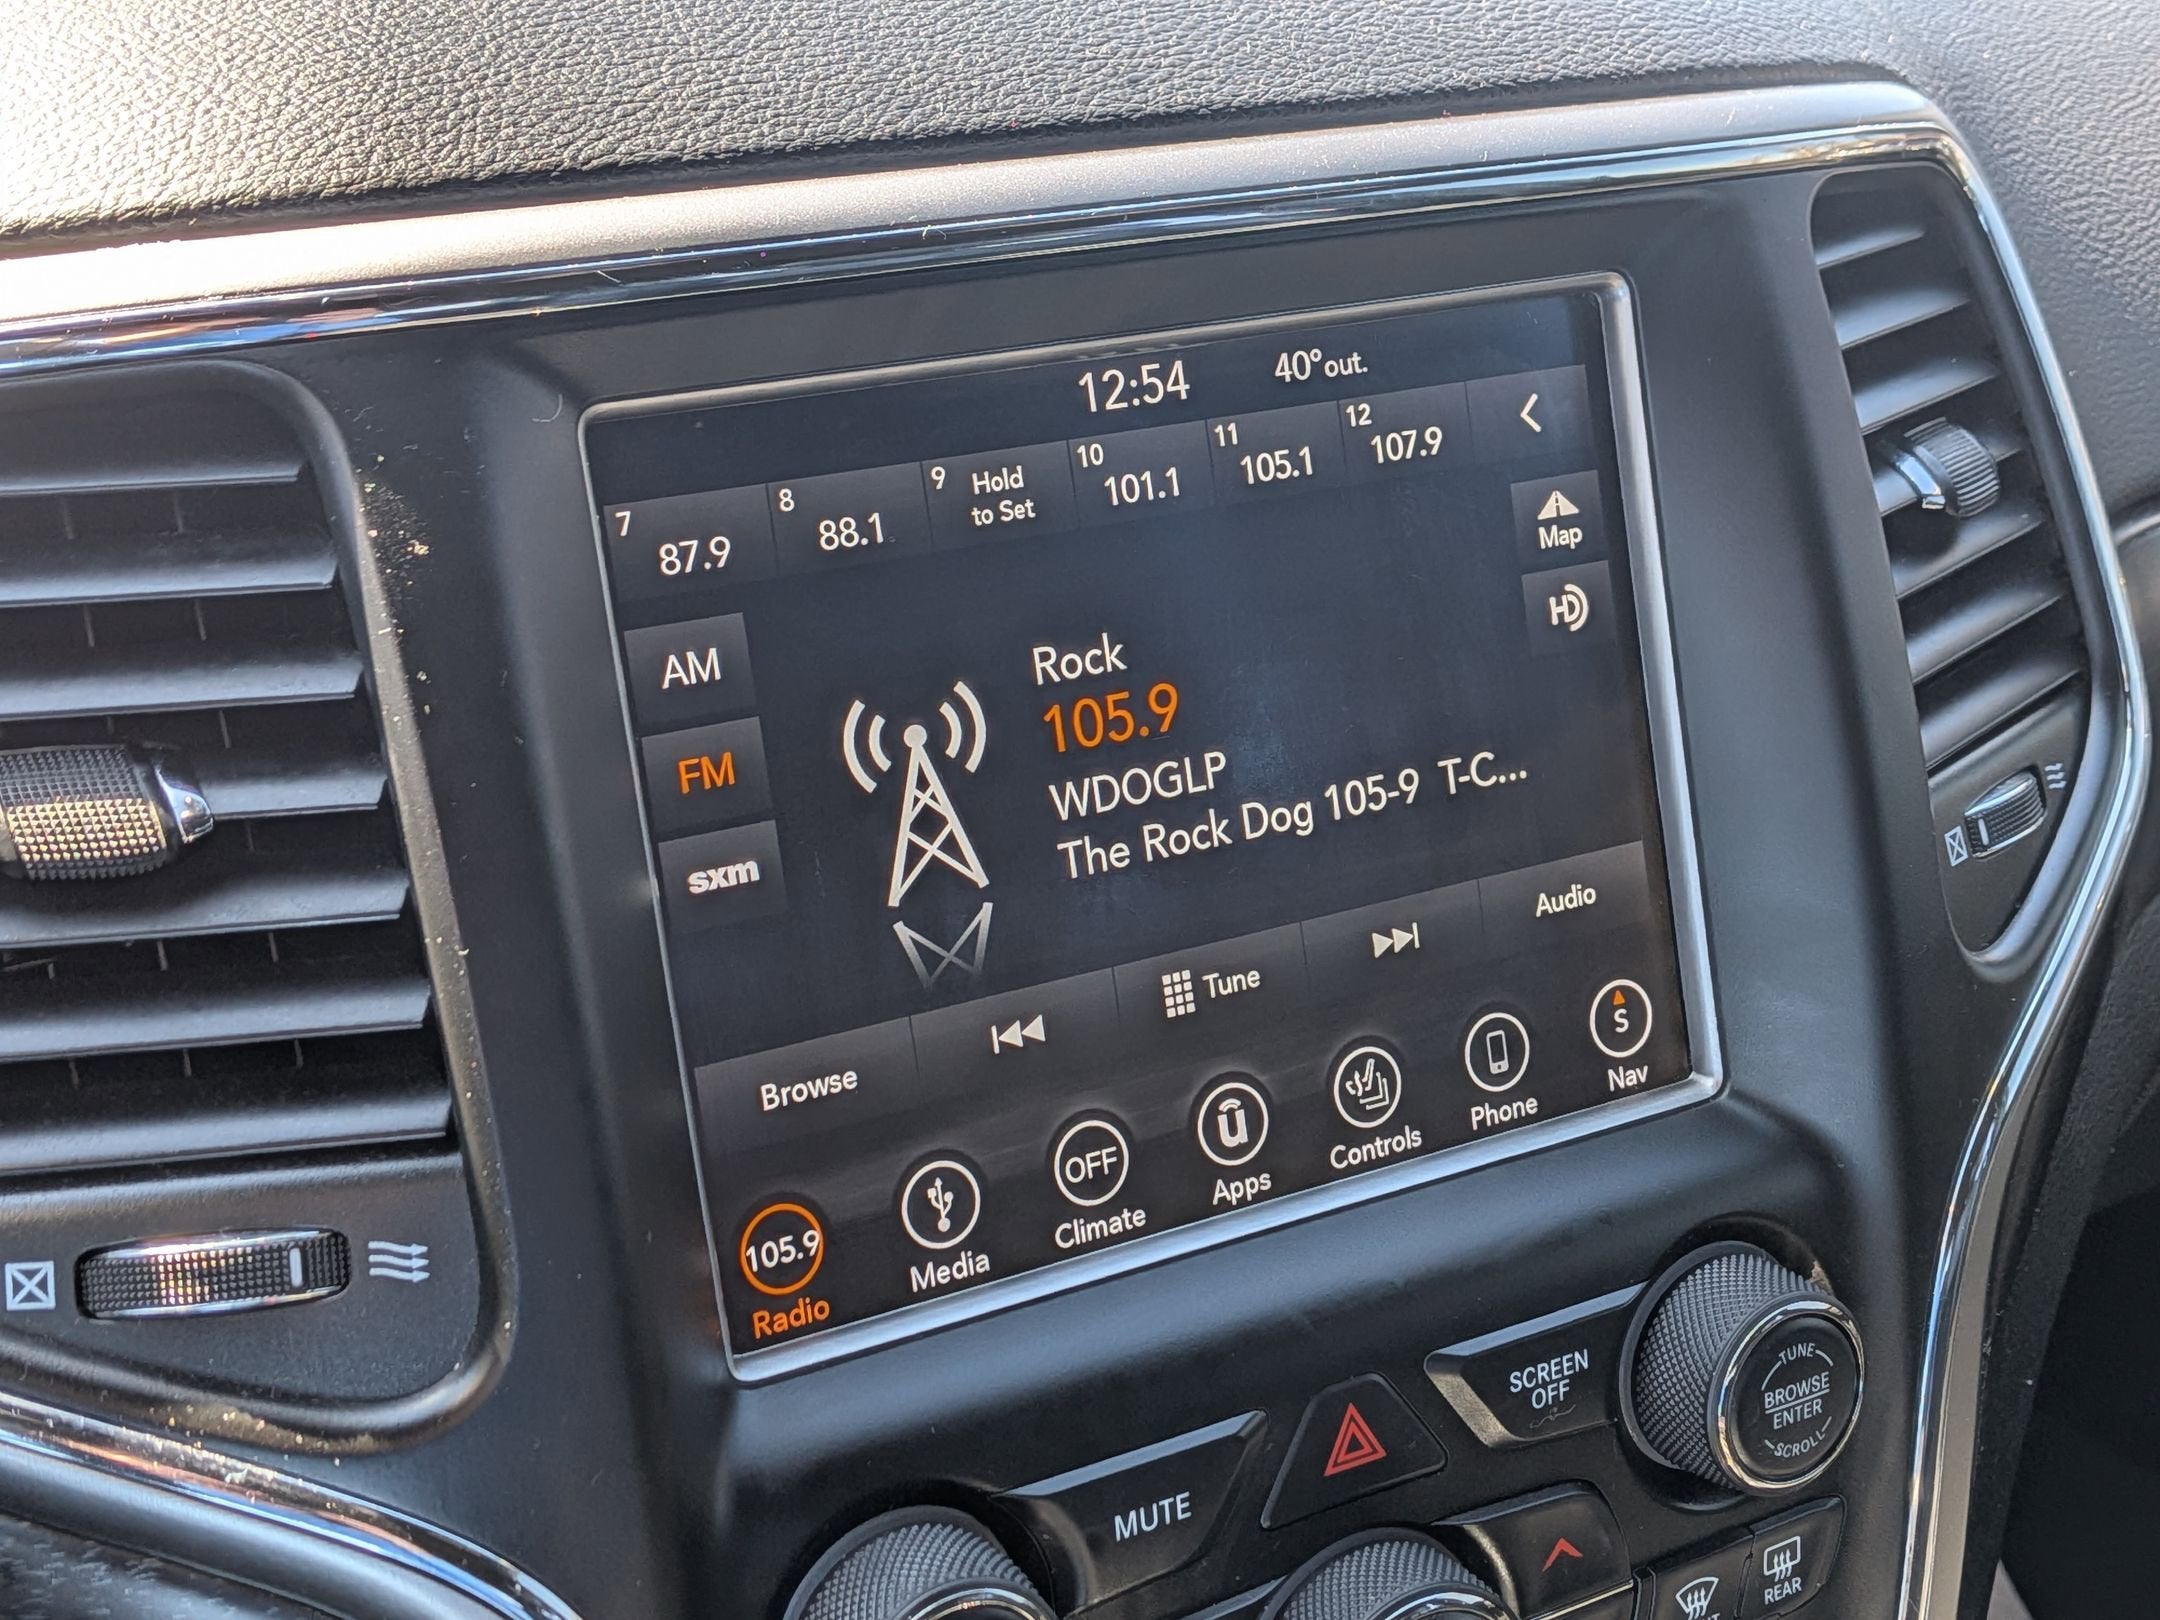 12:54 40°out.
7 87.9 8 88.1 9 Hold to Set 10 101.1 11 105.1 12 107.9
Map
HD
AM
FM
sxm
Rock
105.9
WDOGLP
The Rock Dog 105-9 T-C...
Browse Tune Audio
105.9 OFF u S
Radio Media Climate Apps Controls Phone Nav
MUTE
SCREEN
OFF
TUNE
BROWSE
ENTER
SCROLL
REAR